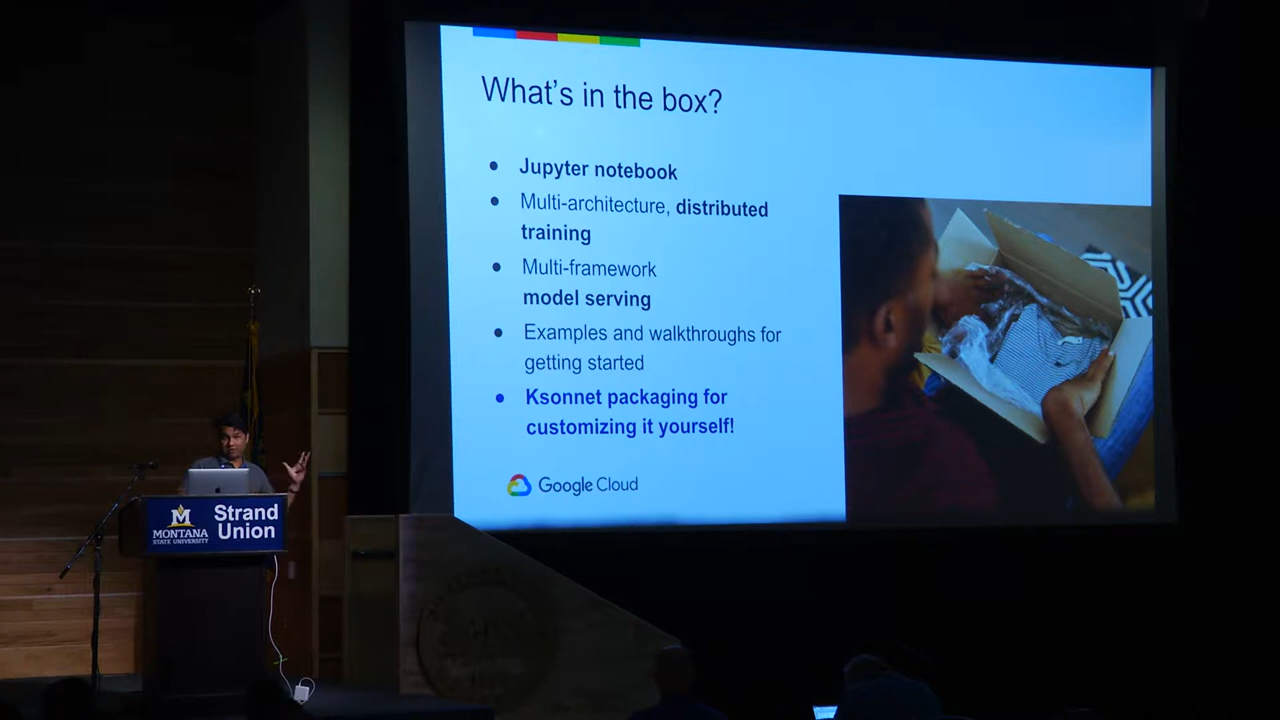 What's in the box?
● Jupyter notebook
● Multi-architecture, distributed
training
● Multi-framework
model serving
● Examples and walkthroughs for
getting started
● Ksonnet packaging for
customizing it yourself!
Google Cloud
MONTANA
STATE UNIVERSITY
Strand
Union